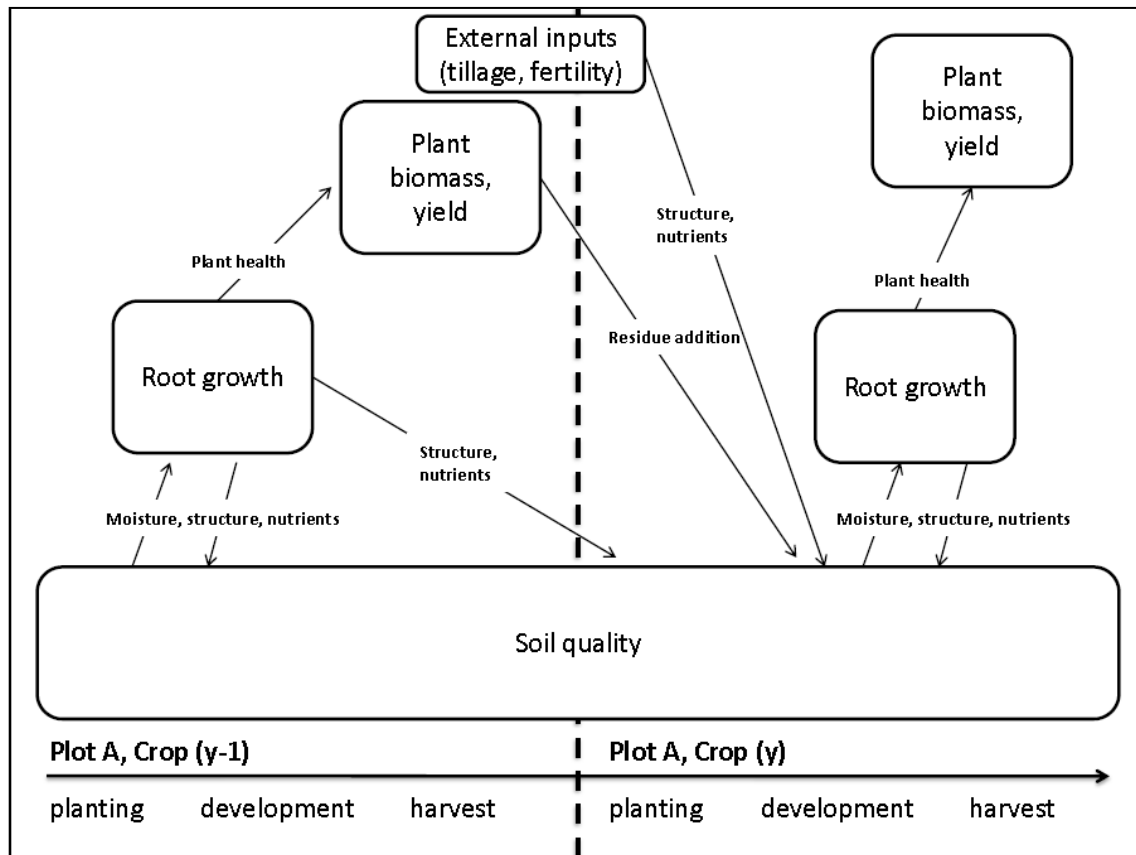 External inputs
(tillage, fertility)
Plant
biomass,
yield
Plant
biomass,
yield
Structure,
nutrients
Plant health
Plant health
Residue addition
Root growth
Root growth
Structure,
nutrients
Moisture, structure, nutrients
Moisture, structure, nutrients
Soil quality
Plot A, Crop (y-1)
Plot A, Crop (y)
planting development harvest
planting development harvest